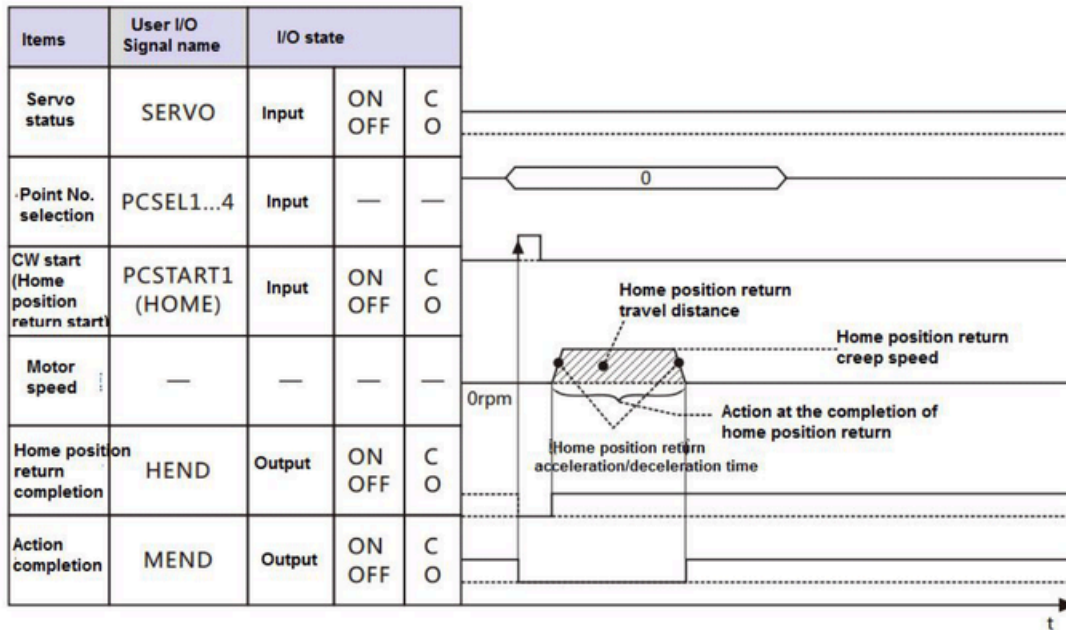 Items
User I/O
Signal name
I/O state
Servo
status
SERVO
Input
ON
OFF
C
O
Point No.
selection
PCSEL1...4
Input
—
—
0
CW start
(Home
position
return start)
PCSTART1
(HOME)
Input
ON
OFF
C
O
Home position return
travel distance
Home position return
creep speed
Motor
speed
—
—
—
—
0rpm
Action at the completion of
home position return
Home position return
acceleration/deceleration time
Home position
return
completion
HEND
Output
ON
OFF
C
O
Action
completion
MEND
Output
ON
OFF
C
O
t